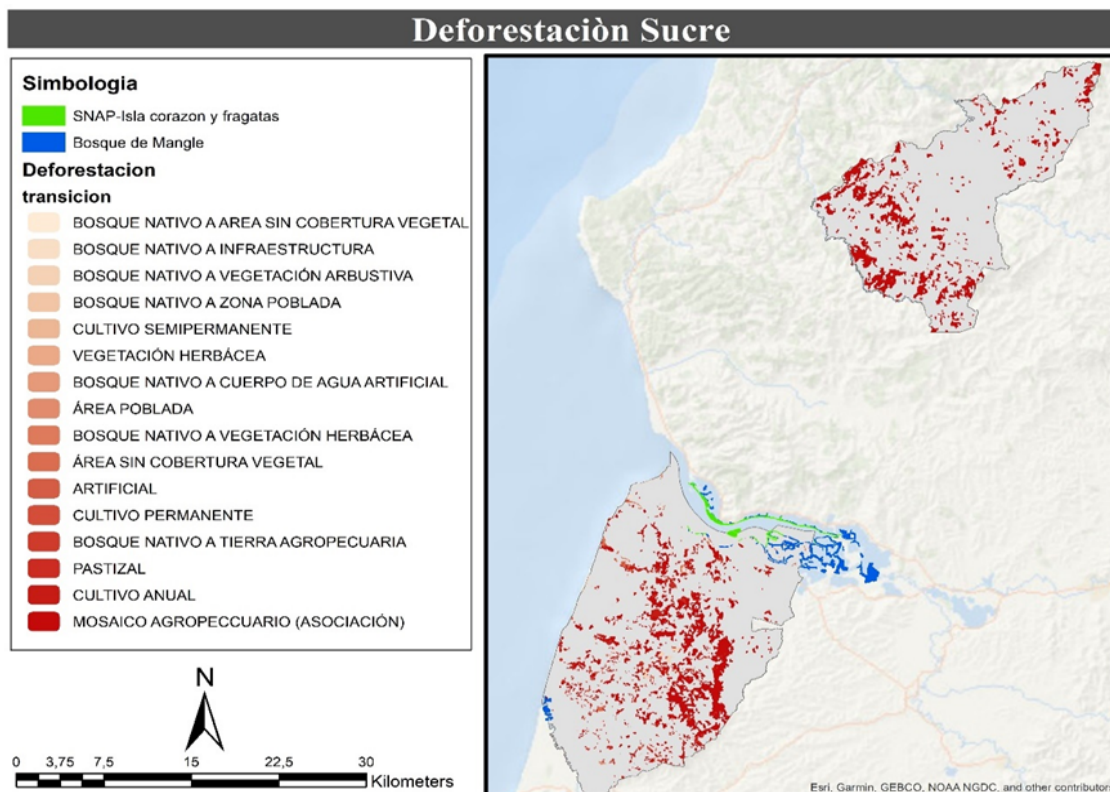 Deforestaciòn Sucre
Simbologia
SNAP-Isla corazon y fragatas
Bosque de Mangle
Deforestacion
transicion
BOSQUE NATIVO A AREA SIN COBERTURA VEGETAL
BOSQUE NATIVO A INFRAESTRUCTURA
BOSQUE NATIVO A VEGETACIÓN ARBUSTIVA
BOSQUE NATIVO A ZONA POBLADA
CULTIVO SEMIPERMANENTE
VEGETACIÓN HERBÁCEA
BOSQUE NATIVO A CUERPO DE AGUA ARTIFICIAL
ÁREA POBLADA
BOSQUE NATIVO A VEGETACIÓN HERBÁCEA
ÁREA SIN COBERTURA VEGETAL
ARTIFICIAL
CULTIVO PERMANENTE
BOSQUE NATIVO A TIERRA AGROPECUARIA
PASTIZAL
CULTIVO ANUAL
MOSAICO AGROPECCUARIO (ASOCIACIÓN)
N
0 3,75 7,5 15 22,5 30
Kilometers
Esri, Garmin, GEBCO, NOAA NGDC, and other contributors